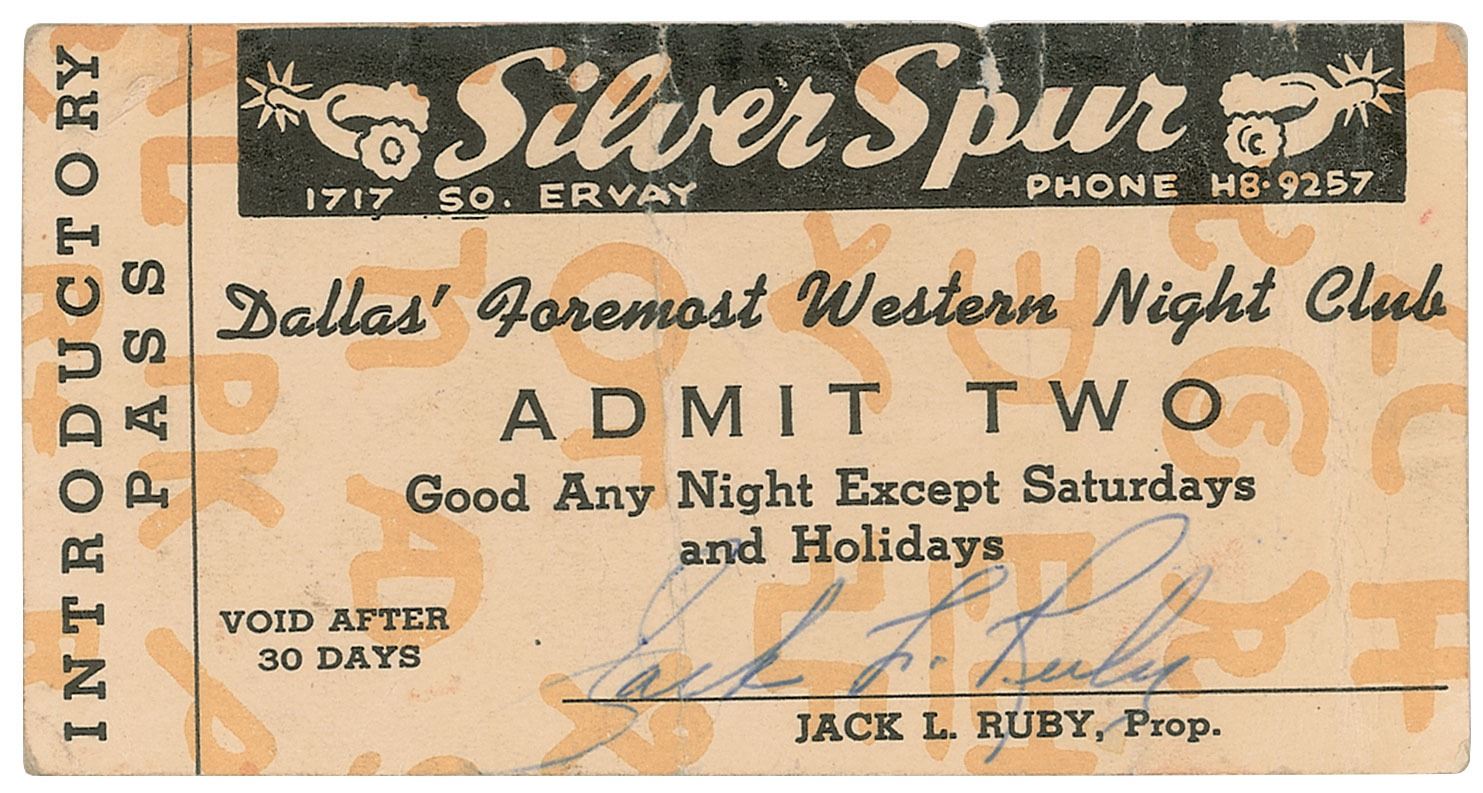 INTRODUCTORY
PASS
Silver Spur
1717 SO. ERVAY PHONE H8-9257
Dallas' Foremost Western Night Club
ADMIT TWO
Good Any Night Except Saturdays
and Holidays
VOID AFTER
30 DAYS
Jack L. Ruby
JACK L. RUBY, Prop.